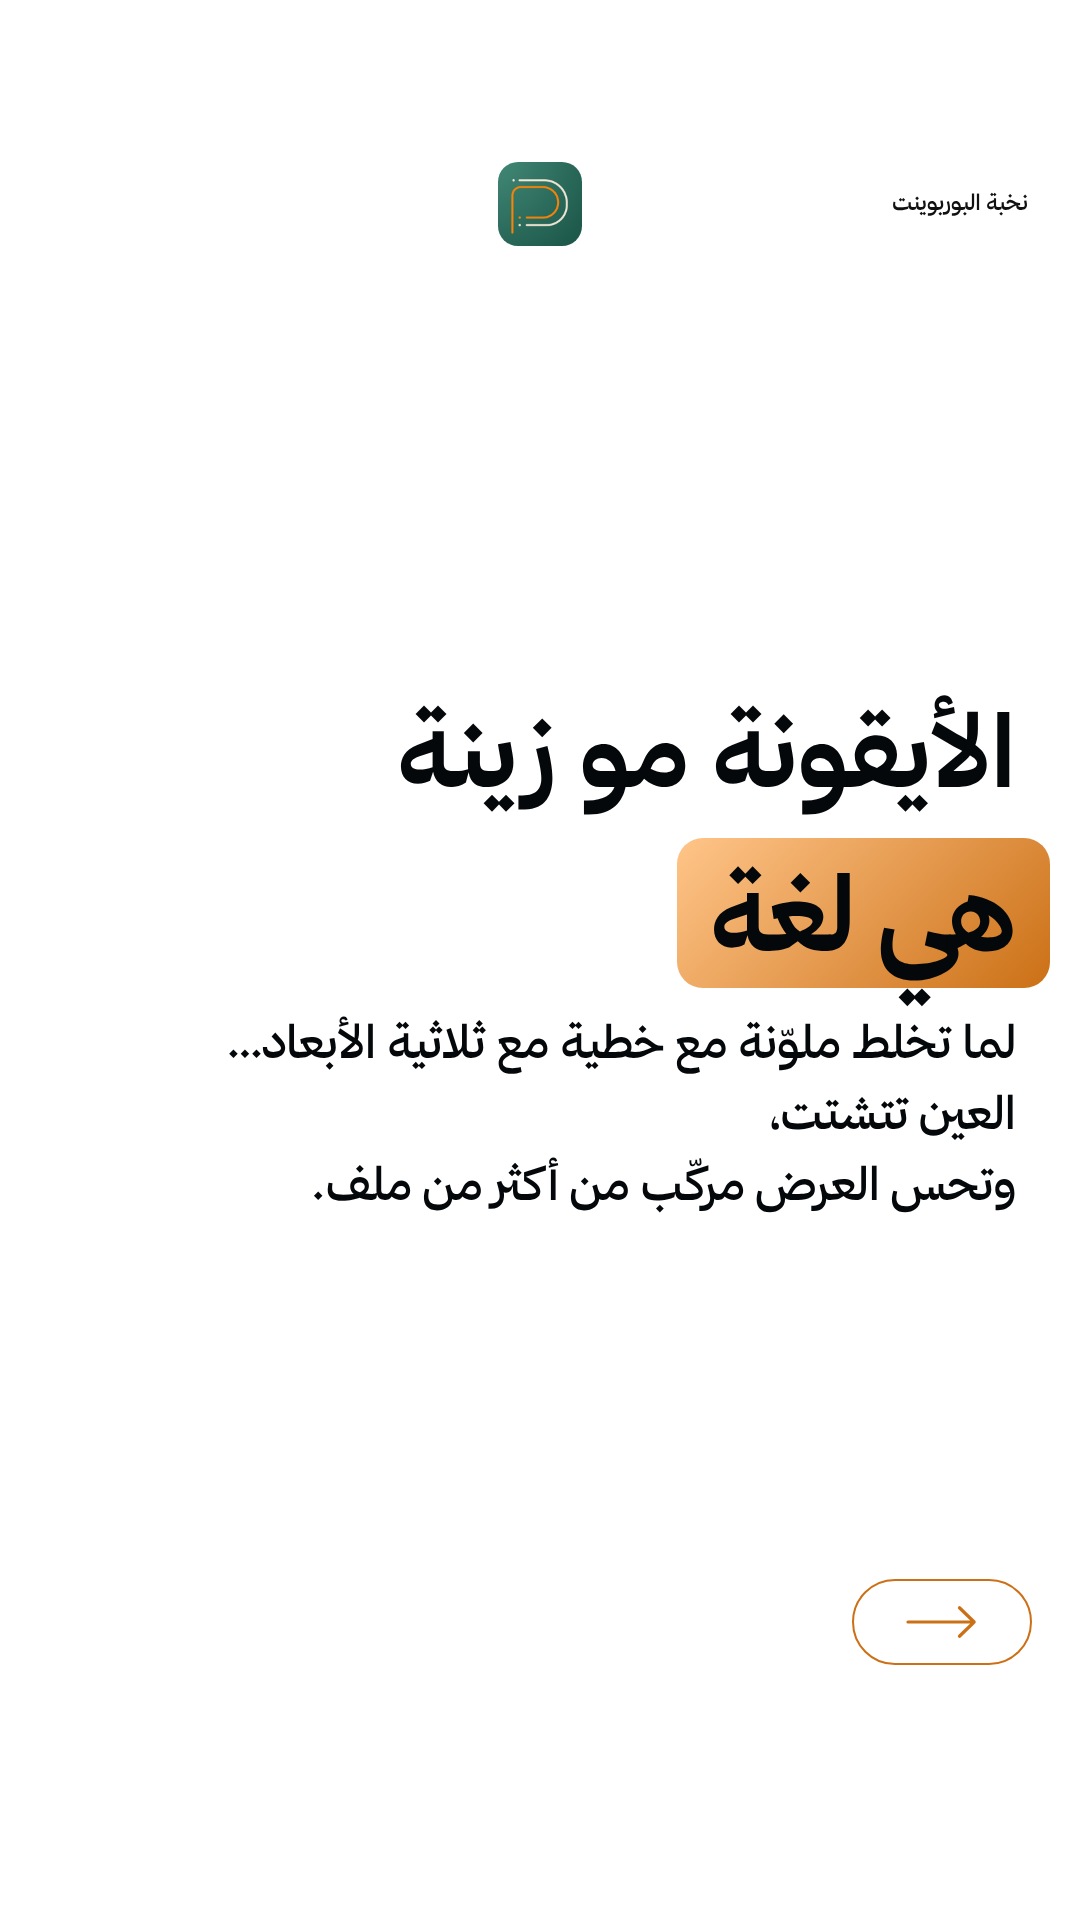 نخبة البوربوينت
الأيقونة مو زينة
هي لغة
لما تخلط ملوّنة مع خطية مع ثلاثية الأبعاد...
العين تتشتت،
وتحس العرض مركّب من أكثر من ملف.